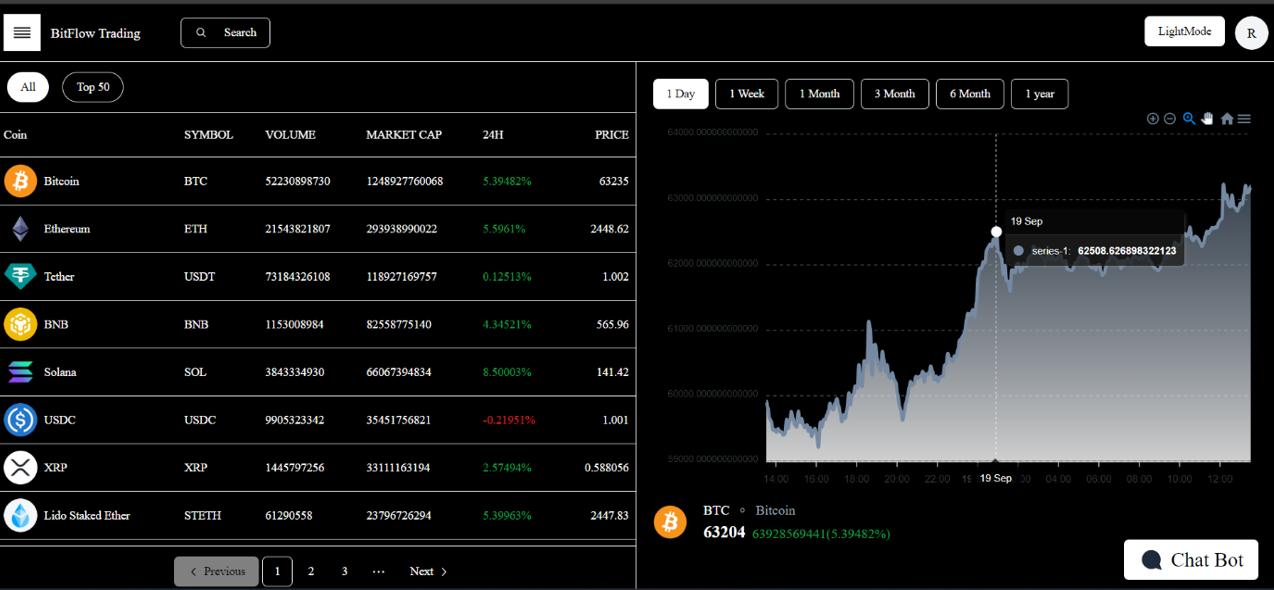 BitFlow Trading Search LightMode R
All Top 50
1 Day 1 Week 1 Month 3 Month 6 Month 1 year
Coin SYMBOL VOLUME MARKET CAP 24H PRICE
Bitcoin BTC 52230898730 1248927760068 5.39482% 63235
Ethereum ETH 21543821807 293938990022 5.5961% 2448.62
Tether USDT 73184326108 118927169757 0.12513% 1.002
BNB BNB 1153008984 82558775140 4.34521% 565.96
Solana SOL 3843334930 66067394834 8.50003% 141.42
USDC USDC 9905323342 35451756821 -0.21951% 1.001
XRP XRP 1445797256 33111163194 2.57494% 0.588056
Lido Staked Ether STETH 61290558 23796726294 5.39963% 2447.83
Previous 1 2 3 ... Next
64000.000000000000
63000.000000000000
62000.000000000000
61000.000000000000
60000.000000000000
59000.000000000000
19 Sep
series-1: 62508.626898322123
14:00 16:00 18:00 20:00 22:00 19 Sep 04:00 06:00 08:00 10:00 12:00
BTC Bitcoin
63204 63928569441(5.39482%)
Chat Bot